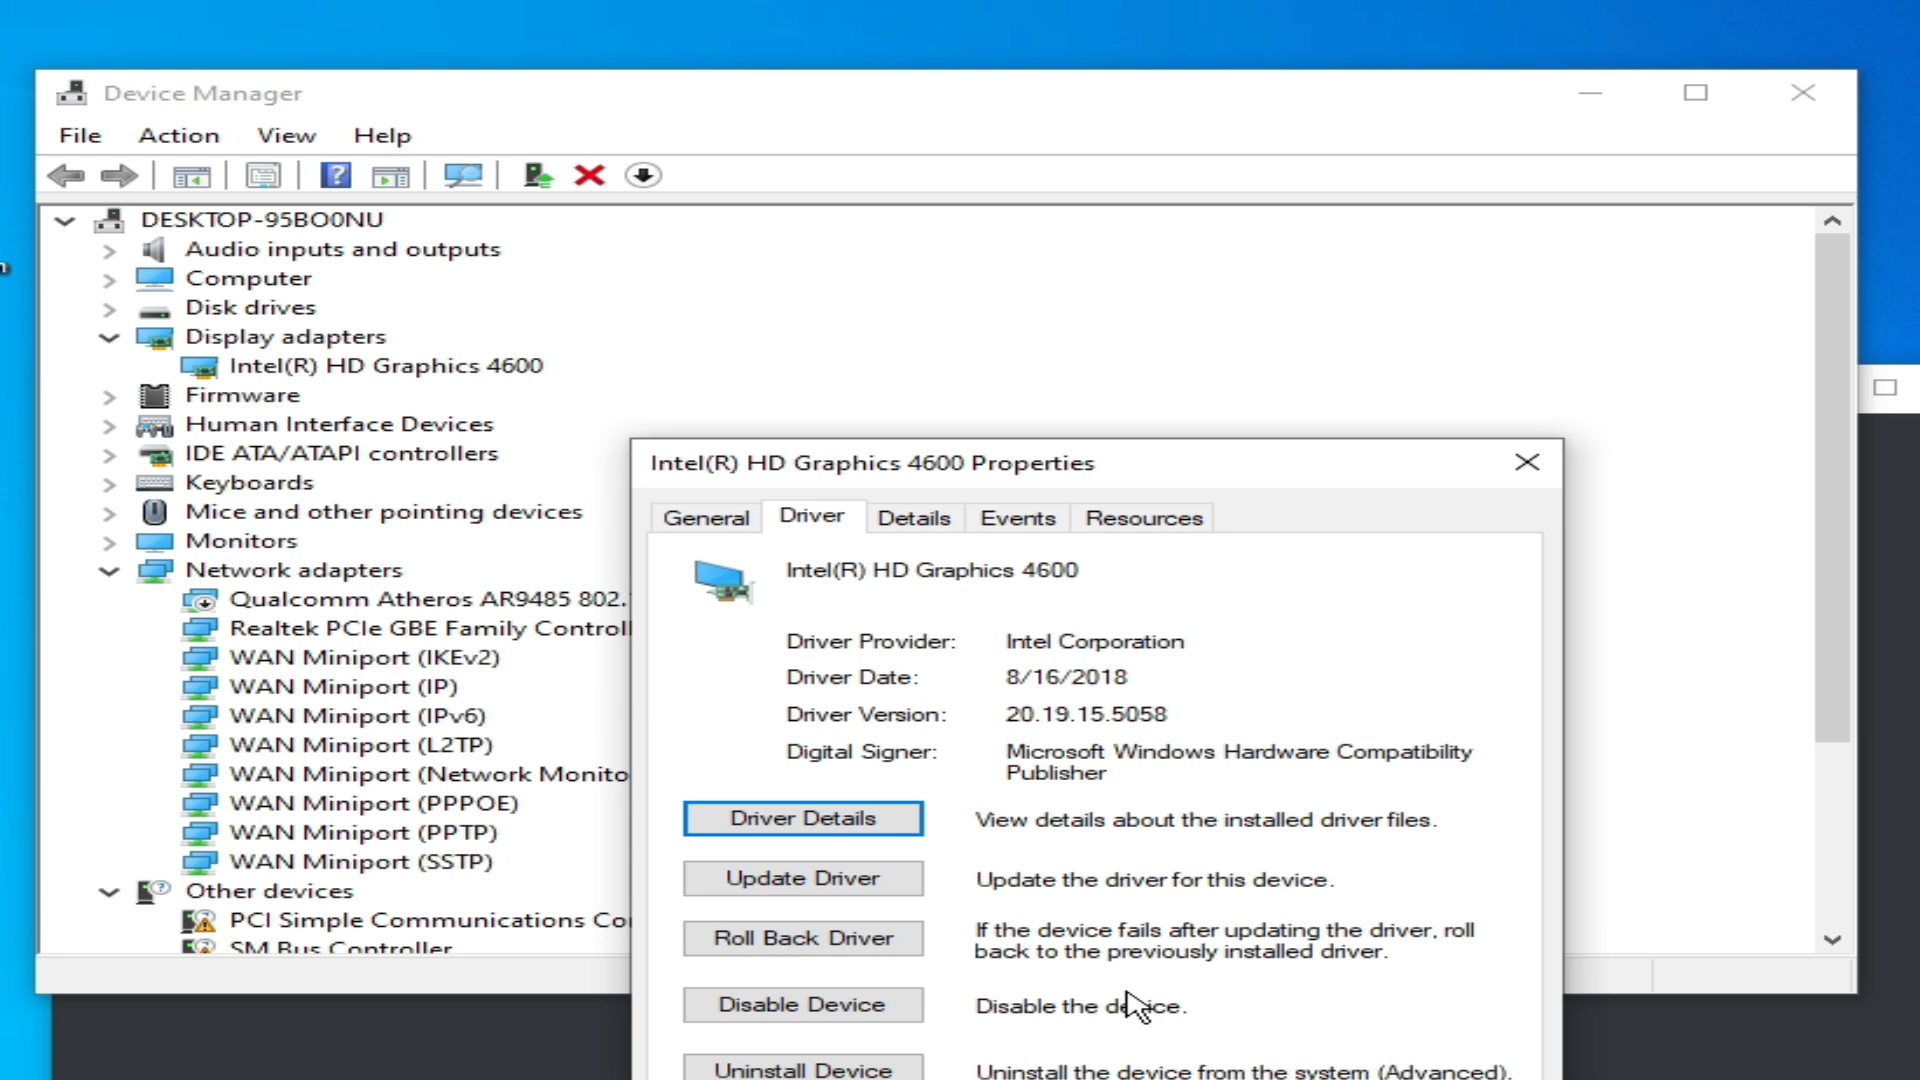 Device Manager
File Action View Help
DESKTOP-95BO0NU
Audio inputs and outputs
Computer
Disk drives
Display adapters
Intel(R) HD Graphics 4600
Firmware
Human Interface Devices
IDE ATA/ATAPI controllers
Keyboards
Mice and other pointing devices
Monitors
Network adapters
Qualcomm Atheros AR9485 802.
Realtek PCIe GBE Family Controll
WAN Miniport (IKEv2)
WAN Miniport (IP)
WAN Miniport (IPv6)
WAN Miniport (L2TP)
WAN Miniport (Network Monito
WAN Miniport (PPPOE)
WAN Miniport (PPTP)
WAN Miniport (SSTP)
Other devices
PCI Simple Communications Co
SM Bus Controller
Intel(R) HD Graphics 4600 Properties
General Driver Details Events Resources
Intel(R) HD Graphics 4600
Driver Provider: Intel Corporation
Driver Date: 8/16/2018
Driver Version: 20.19.15.5058
Digital Signer: Microsoft Windows Hardware Compatibility
Publisher
Driver Details View details about the installed driver files.
Update Driver Update the driver for this device.
Roll Back Driver If the device fails after updating the driver, roll
back to the previously installed driver.
Disable Device Disable the device.
Uninstall Device Uninstall the device from the system (Advanced).